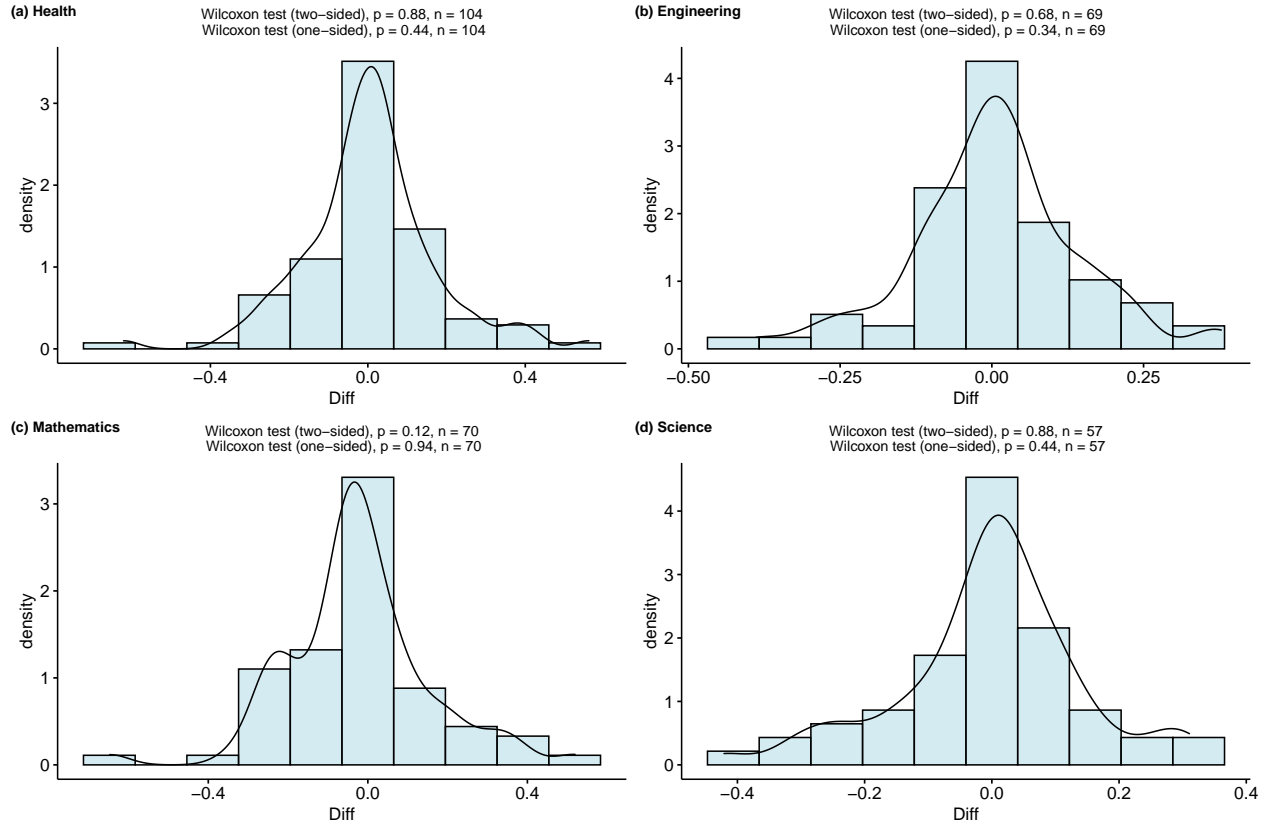 (a) Health
Wilcoxon test (two−sided), p = 0.88, n = 104
Wilcoxon test (one−sided), p = 0.44, n = 104
density
3
2
1
0
−0.4 0.0 0.4
Diff
(b) Engineering
Wilcoxon test (two−sided), p = 0.68, n = 69
Wilcoxon test (one−sided), p = 0.34, n = 69
density
4
3
2
1
0
−0.50 −0.25 0.00 0.25
Diff
(c) Mathematics
Wilcoxon test (two−sided), p = 0.12, n = 70
Wilcoxon test (one−sided), p = 0.94, n = 70
density
3
2
1
0
−0.4 0.0 0.4
Diff
(d) Science
Wilcoxon test (two−sided), p = 0.88, n = 57
Wilcoxon test (one−sided), p = 0.44, n = 57
density
4
3
2
1
0
−0.4 −0.2 0.0 0.2 0.4
Diff